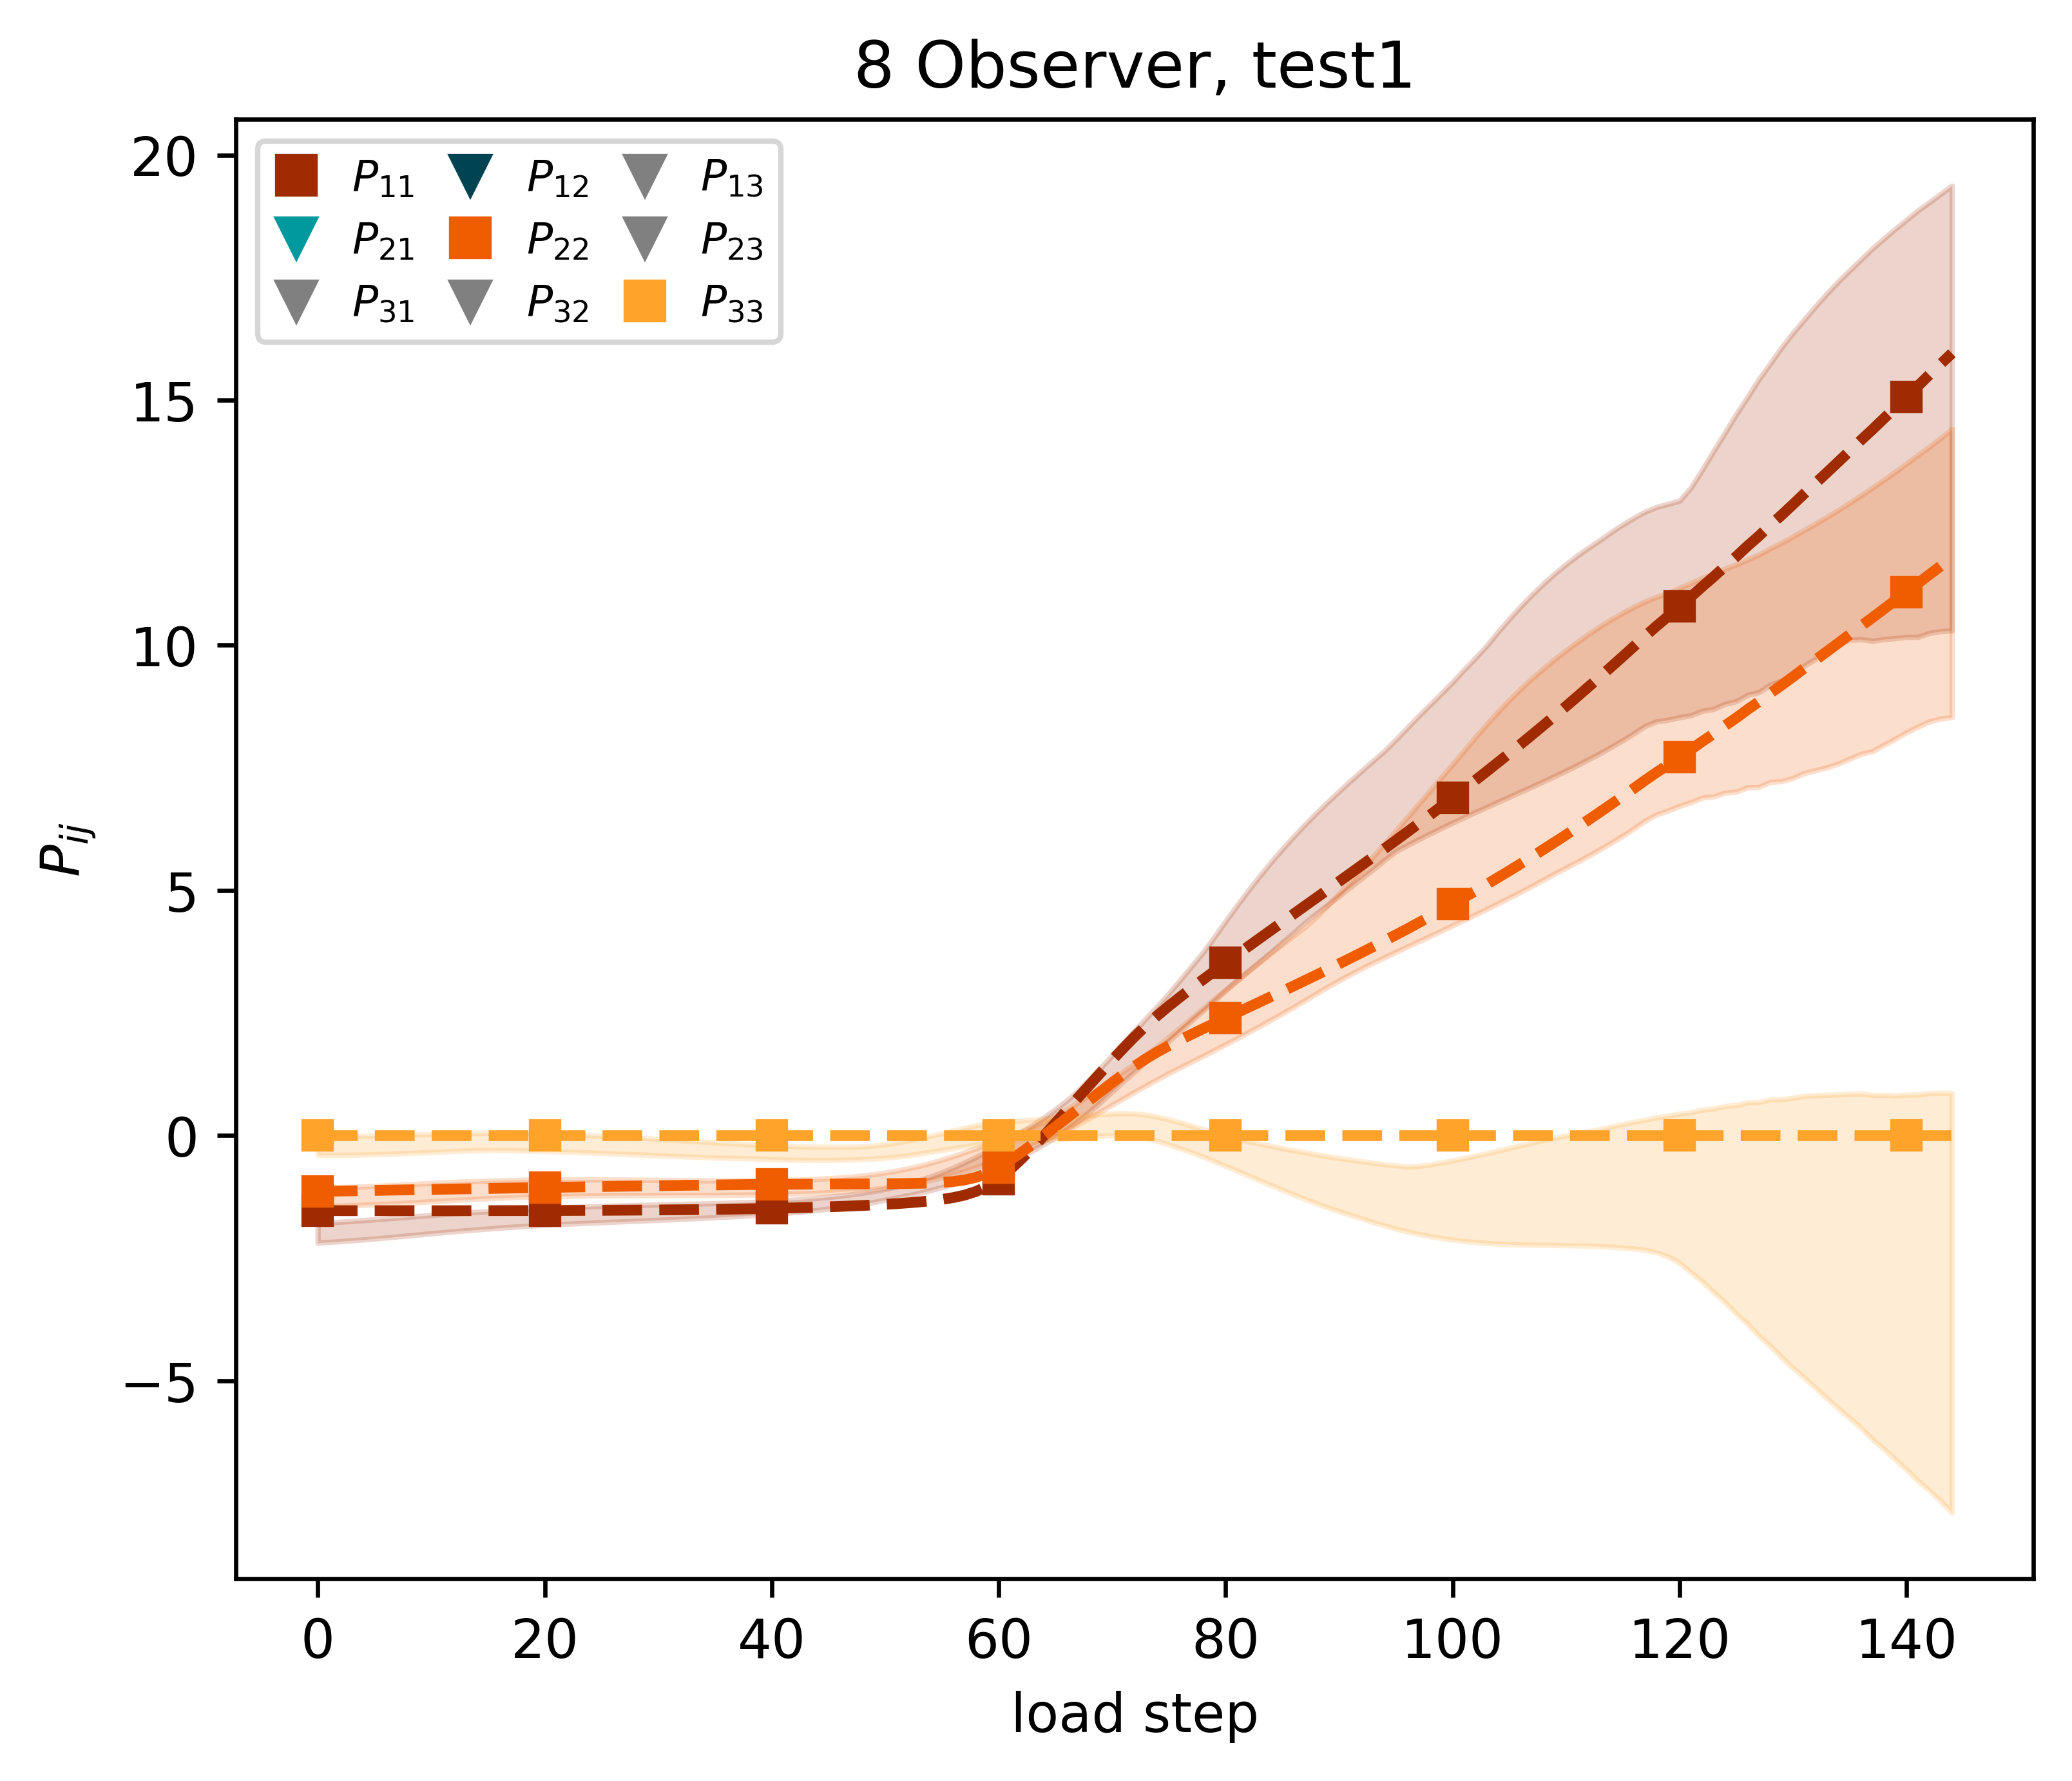 8 Observer, test1
P11 P12 P13
P21 P22 P23
P31 P32 P33
20
15
10
5
0
−5
Pij
0 20 40 60 80 100 120 140
load step